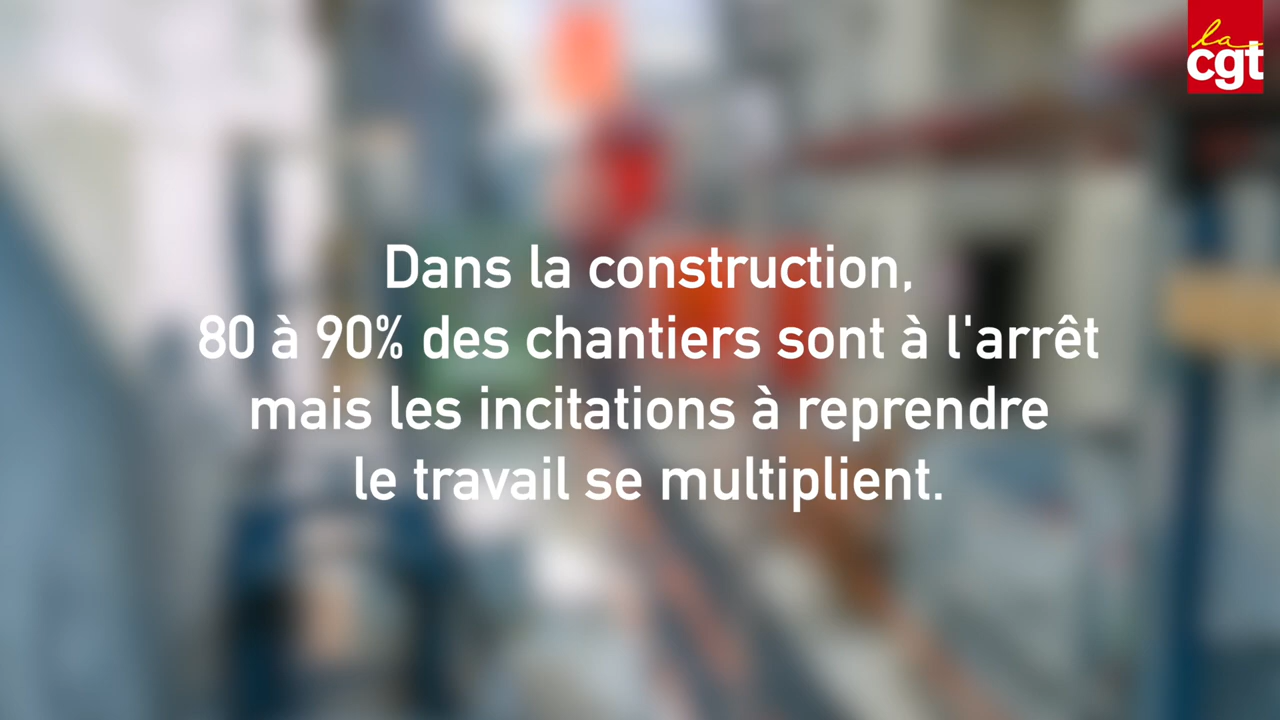 la
cgt
Dans la construction,
80 à 90% des chantiers sont à l'arrêt
mais les incitations à reprendre
le travail se multiplient.